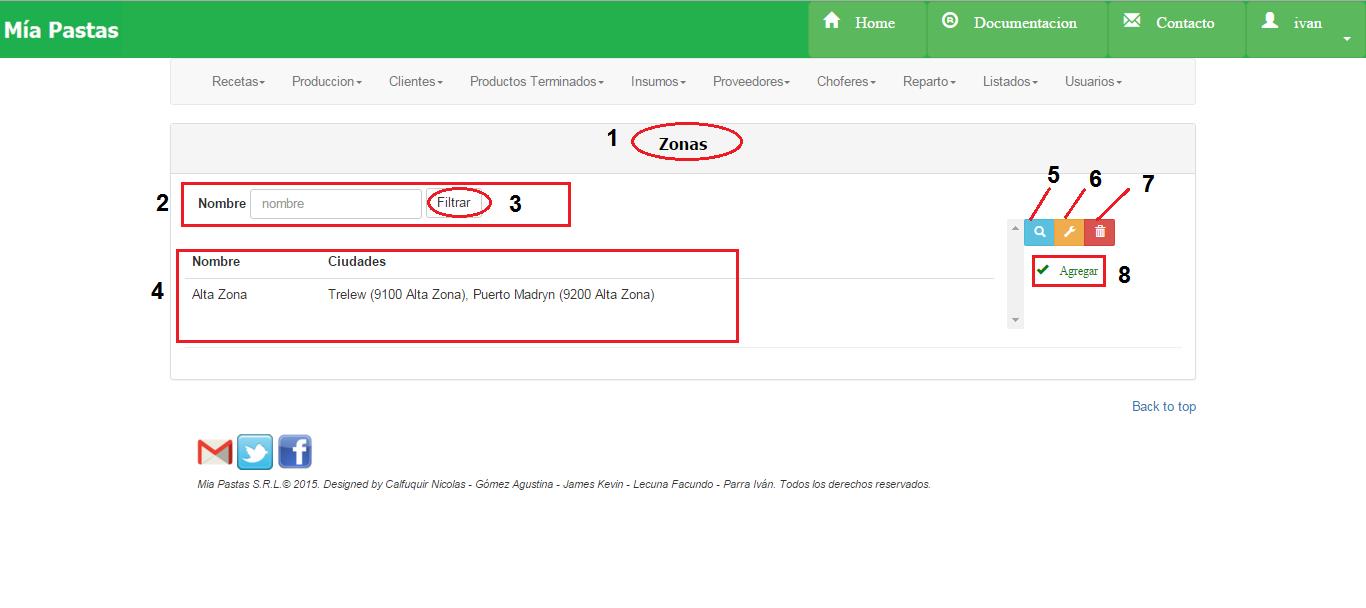 Mía Pastas
Home
Documentacion
Contacto
ivan
Recetas
Produccion
Clientes
Productos Terminados
Insumos
Proveedores
Choferes
Reparto
Listados
Usuarios
1 Zonas
2 Nombre nombre Filtrar 3
5 6 7
4
Nombre Ciudades
Alta Zona Trelew (9100 Alta Zona), Puerto Madryn (9200 Alta Zona)
Agregar 8
Back to top
Mia Pastas S.R.L.© 2015. Designed by Calfuquir Nicolas - Gómez Agustina - James Kevin - Lecuna Facundo - Parra Iván. Todos los derechos reservados.